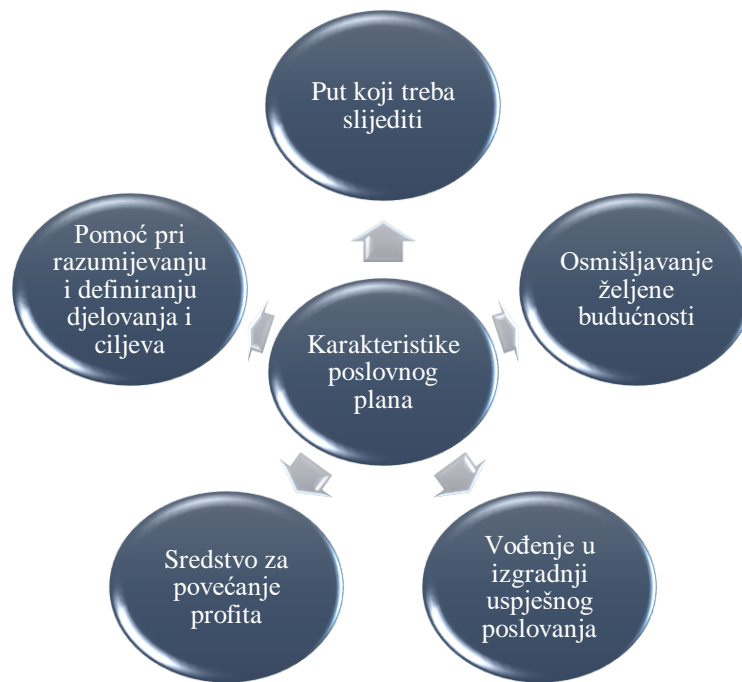 Put koji treba
slijediti
Pomoć pri
razumijevanju
i definiranju
djelovanja i
ciljeva
Osmišljavanje
željene
budućnosti
Karakteristike
poslovnog
plana
Sredstvo za
povećanje
profita
Vođenje u
izgradnji
uspješnog
poslovanja